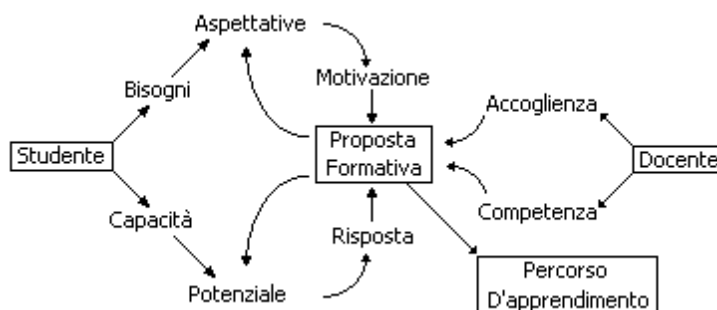 Aspettative
Motivazione
Bisogni
Accoglienza
Studente
Proposta
Formativa
Docente
Capacità
Competenza
Risposta
Potenziale
Percorso
D'apprendimento